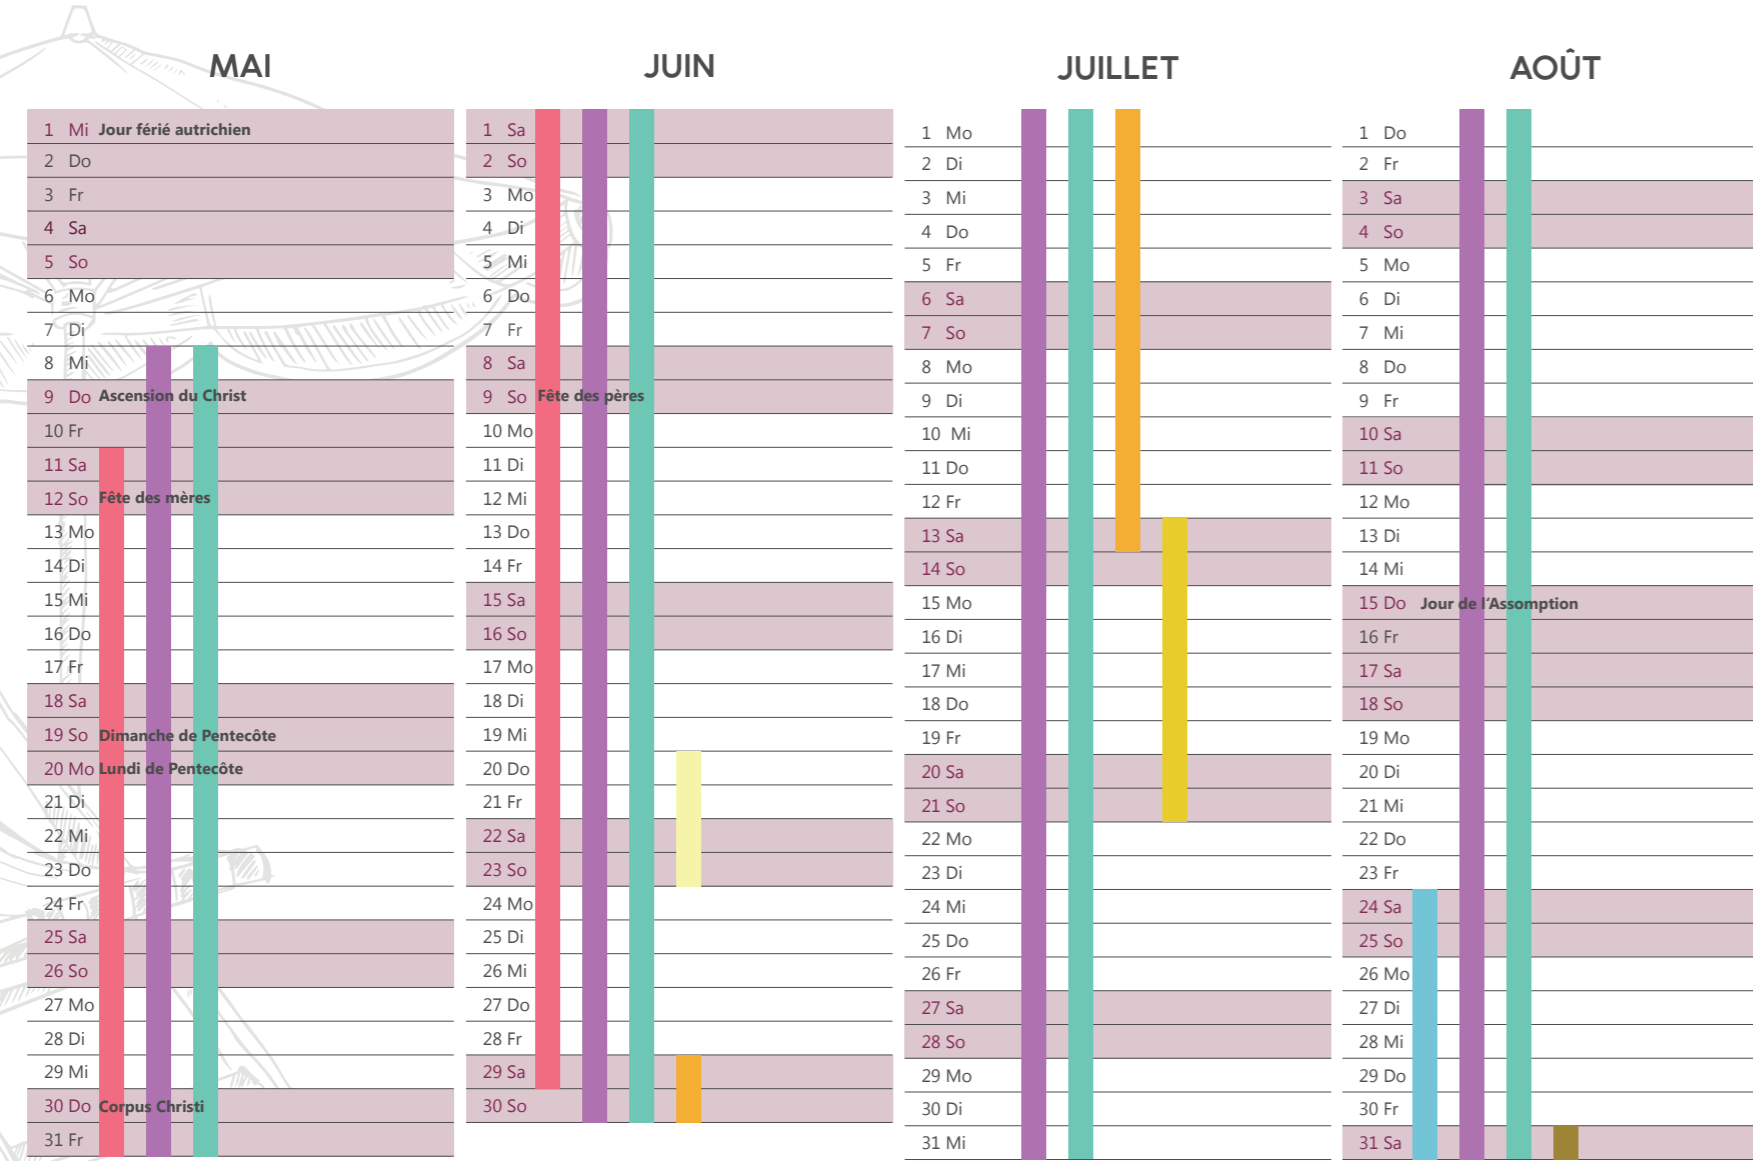 MAI
1 Mi Jour férié autrichien
2 Do
3 Fr
4 Sa
5 So
6 Mo
7 Di
8 Mi
9 Do Ascension du Christ
10 Fr
11 Sa
12 So Fête des mères
13 Mo
14 Di
15 Mi
16 Do
17 Fr
18 Sa
19 So Dimanche de Pentecôte
20 Mo Lundi de Pentecôte
21 Di
22 Mi
23 Do
24 Fr
25 Sa
26 So
27 Mo
28 Di
29 Mi
30 Do Corpus Christi
31 Fr
JUIN
1 Sa
2 So
3 Mo
4 Di
5 Mi
6 Do
7 Fr
8 Sa
9 So Fête des pères
10 Mo
11 Di
12 Mi
13 Do
14 Fr
15 Sa
16 So
17 Mo
18 Di
19 Mi
20 Do
21 Fr
22 Sa
23 So
24 Mo
25 Di
26 Mi
27 Do
28 Fr
29 Sa
30 So
JUILLET
1 Mo
2 Di
3 Mi
4 Do
5 Fr
6 Sa
7 So
8 Mo
9 Di
10 Mi
11 Do
12 Fr
13 Sa
14 So
15 Mo
16 Di
17 Mi
18 Do
19 Fr
20 Sa
21 So
22 Mo
23 Di
24 Mi
25 Do
26 Fr
27 Sa
28 So
29 Mo
30 Di
31 Mi
AOÛT
1 Do
2 Fr
3 Sa
4 So
5 Mo
6 Di
7 Mi
8 Do
9 Fr
10 Sa
11 So
12 Mo
13 Di
14 Mi
15 Do Jour de l‘Assomption
16 Fr
17 Sa
18 So
19 Mo
20 Di
21 Mi
22 Do
23 Fr
24 Sa
25 So
26 Mo
27 Di
28 Mi
29 Do
30 Fr
31 Sa